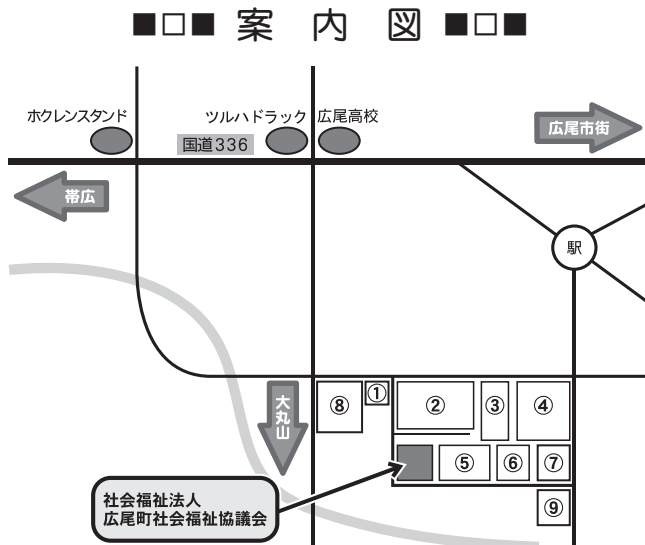 ■□■ 案内図 ■□■
ホクレンスタンド
ツルハドラック
広尾高校
国道336
広尾市街
帯広
駅
大丸山
①
②
③
④
⑧
⑤
⑥
⑦
⑨
社会福祉法人
広尾町社会福祉協議会